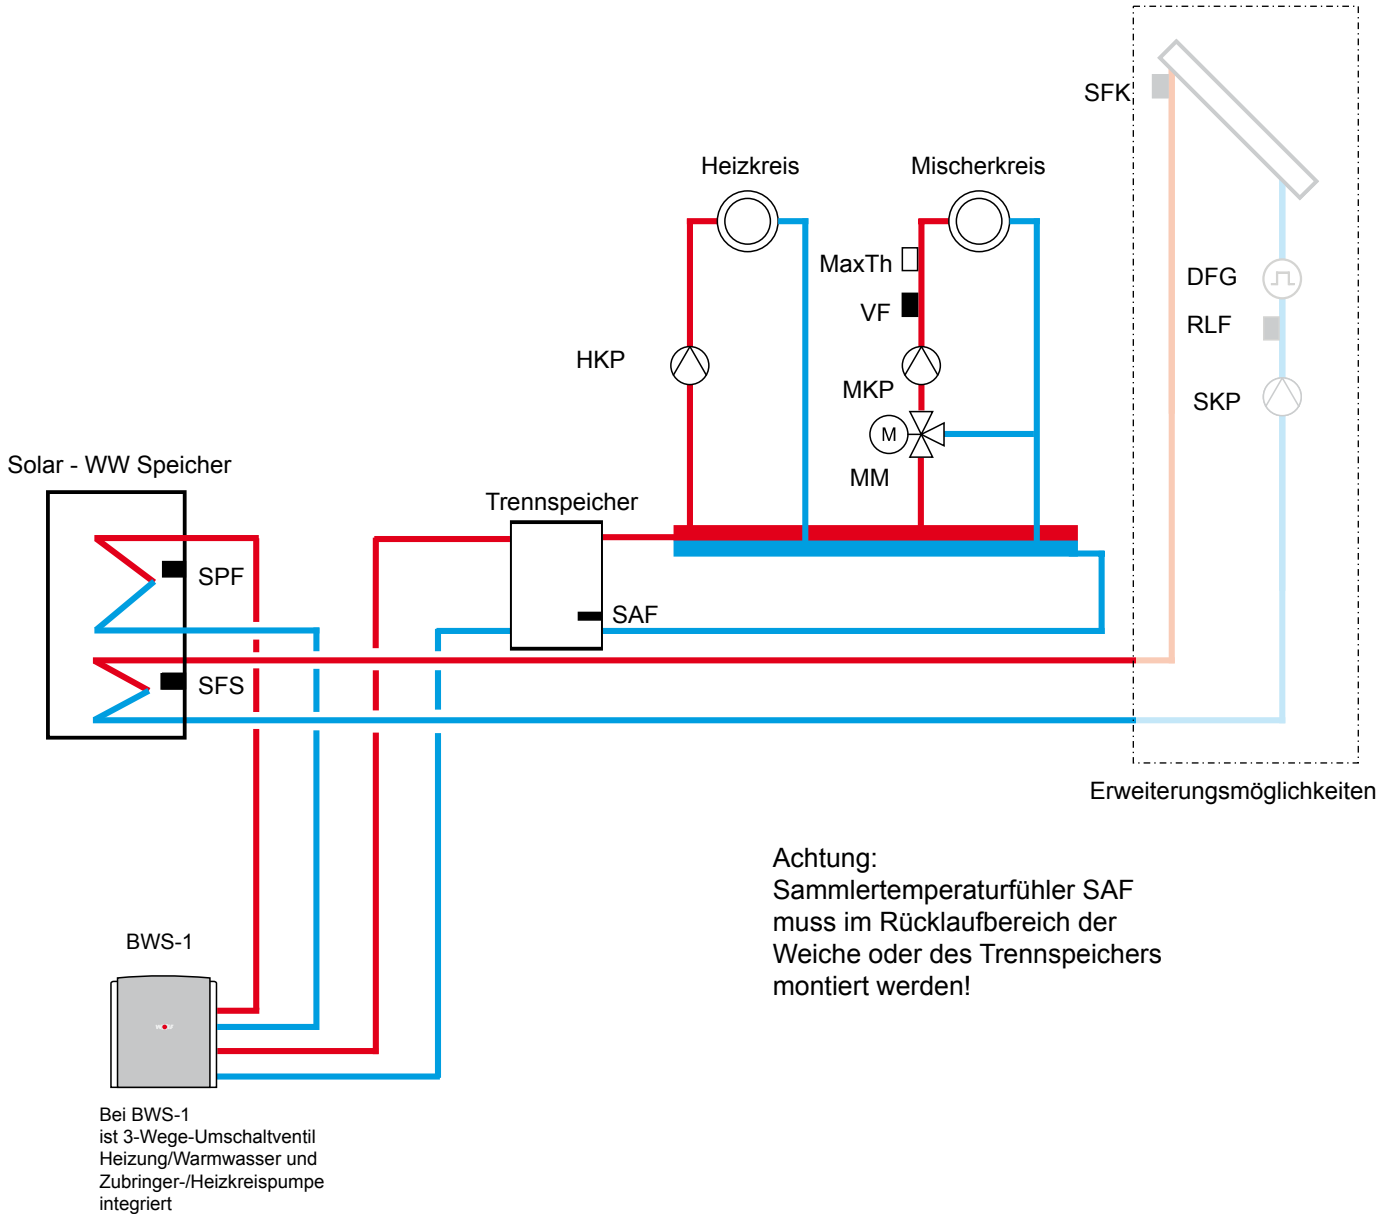 SFK
Heizkreis
Mischerkreis
MaxTh
VF
DFG
RLF
HKP
MKP
SKP
M
MM
Solar - WW Speicher
Trennspeicher
SPF
SAF
SFS
Erweiterungsmöglichkeiten
Achtung:
Sammlertemperaturfühler SAF
muss im Rücklaufbereich der
Weiche oder des Trennspeichers
montiert werden!
BWS-1
Bei BWS-1
ist 3-Wege-Umschaltventil
Heizung/Warmwasser und
Zubringer-/Heizkreispumpe
integriert